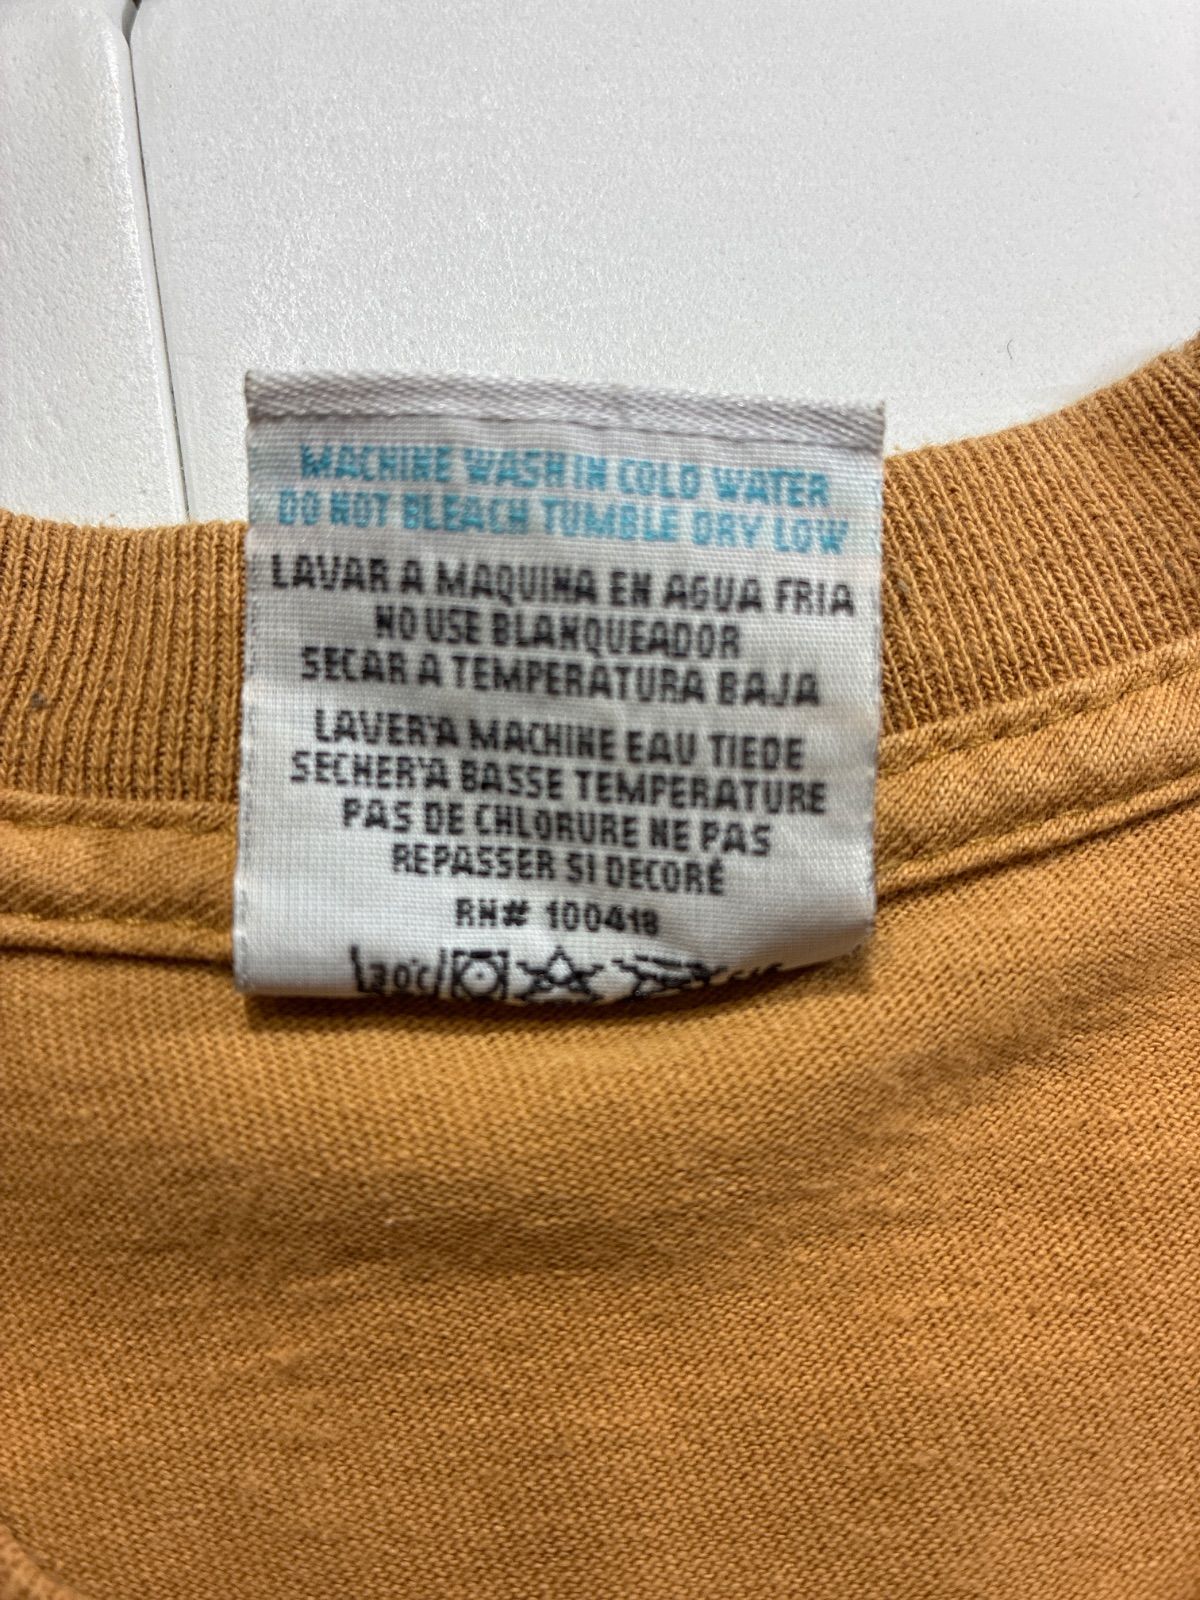 MACHINE WASH IN COLD WATER
DO NOT BLEACH TUMBLE DRY LOW
LAVAR A MAQUINA EN AGUA FRIA
NO USE BLANQUEADOR
SECAR A TEMPERATURA BAJA
LAVER'A MACHINE EAU TIEDE
SECHER'A BASSE TEMPERATURE
PAS DE CHLORURE NE PAS
REPASSER SI DECORÉ
RN# 100418
30°C